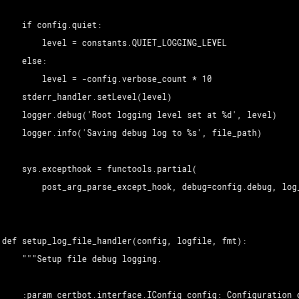 if config.quiet:
level = constants.QUIET_LOGGING_LEVEL
else:
level = -config.verbose_count * 10
stderr_handler.setLevel(level)
logger.debug('Root logging level set at %d', level)
logger.info('Saving debug log to %s', file_path)
sys.excepthook = functools.partial(
post_arg_parse_except_hook, debug=config.debug, log_
def setup_log_file_handler(config, logfile, fmt):
"""Setup file debug logging.
:param certbot.interface.IConfig config: Configuration